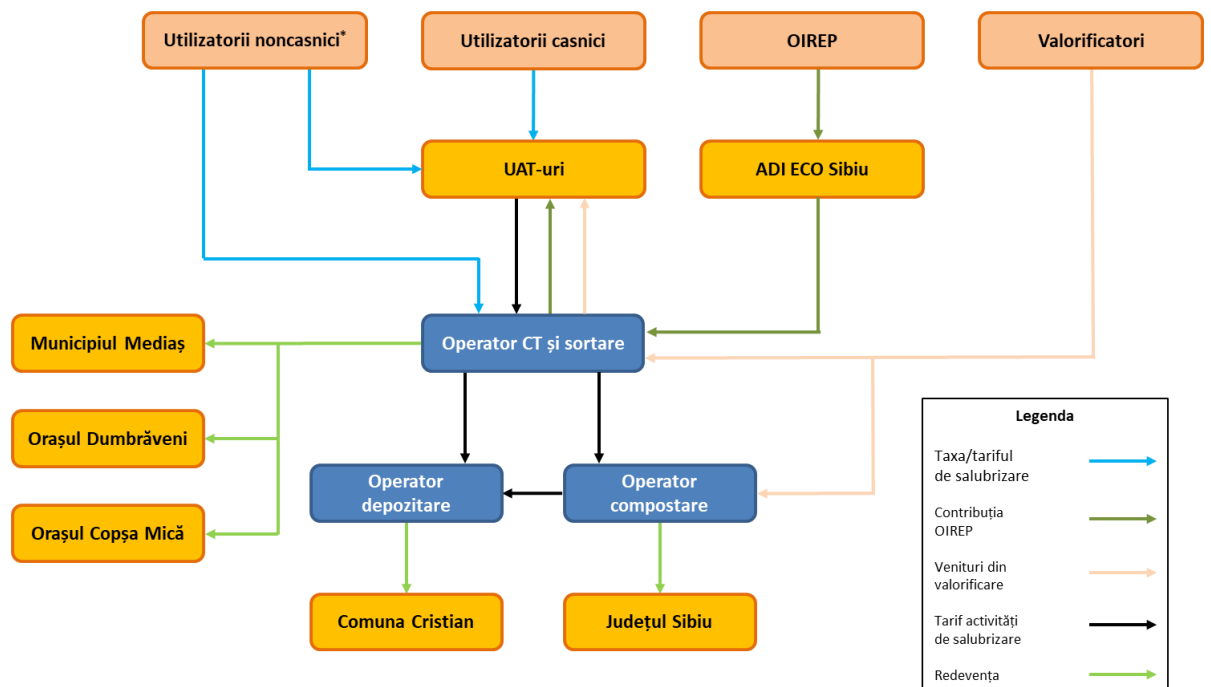 Utilizatorii noncasnici*
Utilizatorii casnici
OIREP
Valorificatori
UAT-uri
ADI ECO Sibiu
Municipiul Mediaș
Operator CT și sortare
Orașul Dumbrăveni
Orașul Copșa Mică
Operator
depozitare
Operator
compostare
Comuna Cristian
Județul Sibiu
Legenda
Taxa/tariful
de salubrizare
Contribuția
OIREP
Venituri din
valorificare
Tarif activități
de salubrizare
Redevența